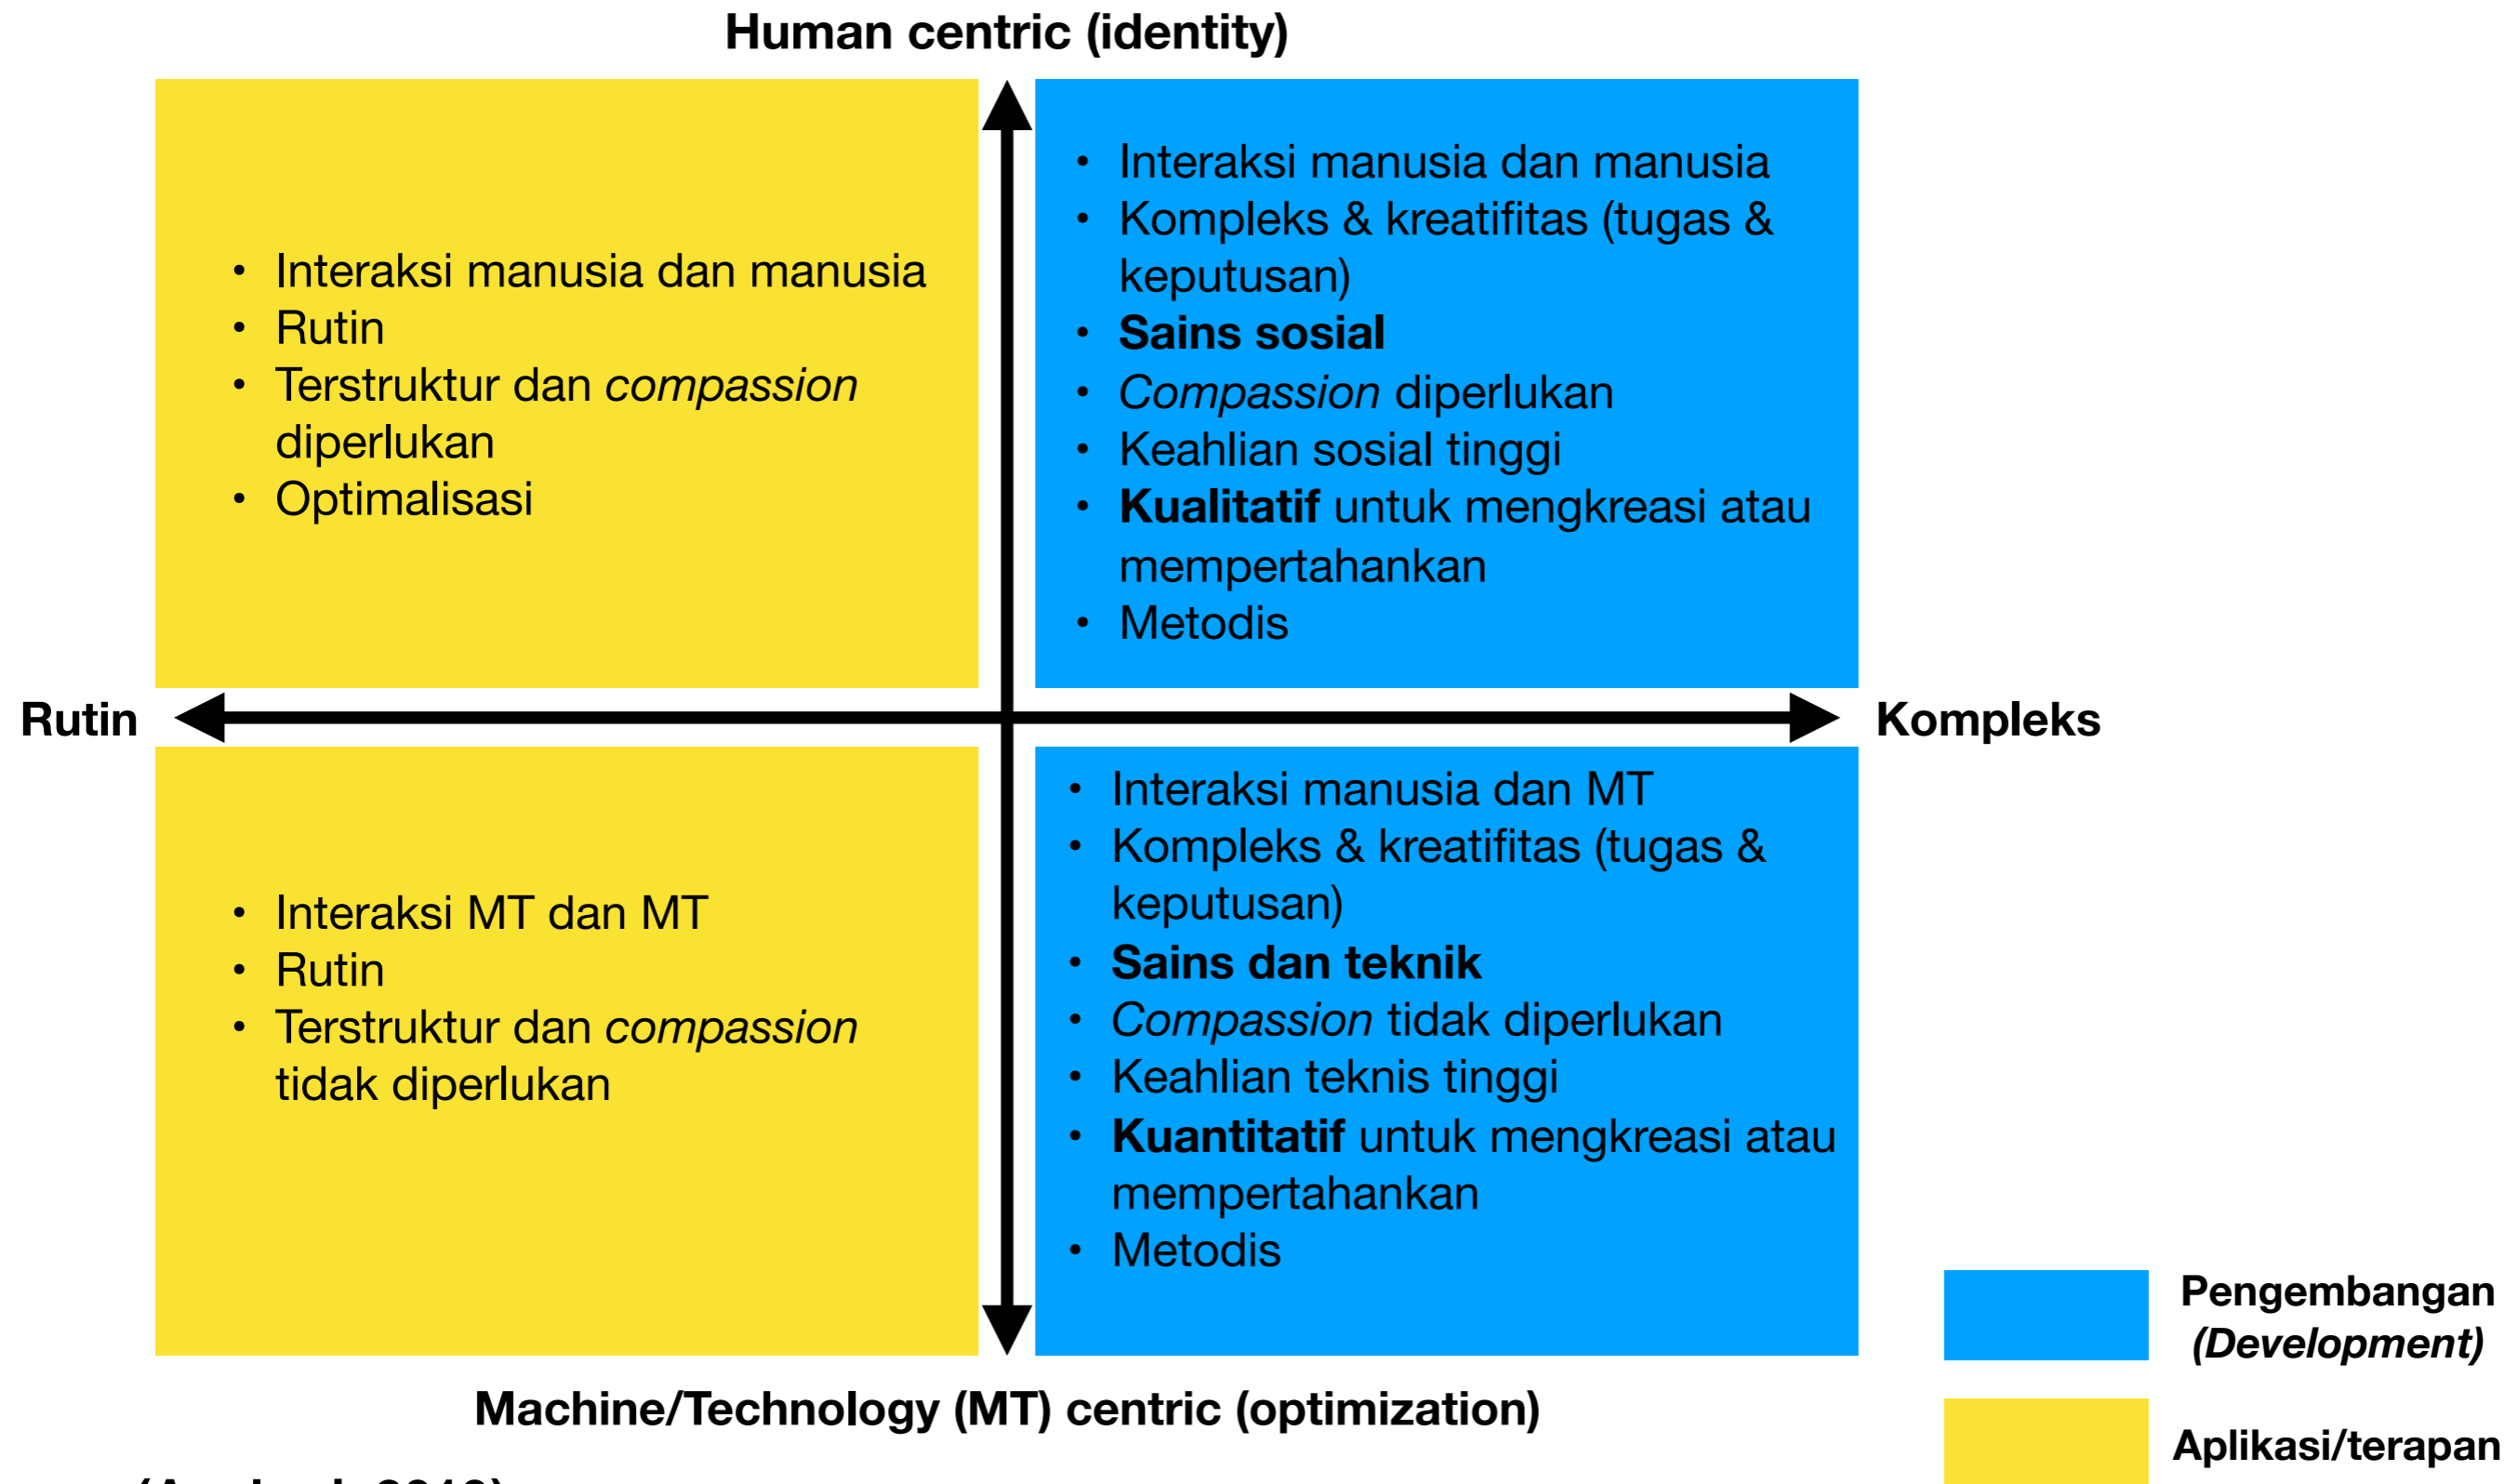 Human centric (identity)
• Interaksi manusia dan manusia
• Rutin
• Terstruktur dan compassion
diperlukan
• Optimalisasi
• Interaksi manusia dan manusia
• Kompleks & kreatifitas (tugas &
keputusan)
• Sains sosial
• Compassion diperlukan
• Keahlian sosial tinggi
• Kualitatif untuk mengkreasi atau
mempertahankan
• Metodis
Rutin
Kompleks
• Interaksi MT dan MT
• Rutin
• Terstruktur dan compassion
tidak diperlukan
• Interaksi manusia dan MT
• Kompleks & kreatifitas (tugas &
keputusan)
• Sains dan teknik
• Compassion tidak diperlukan
• Keahlian teknis tinggi
• Kuantitatif untuk mengkreasi atau
mempertahankan
• Metodis
Machine/Technology (MT) centric (optimization)
Pengembangan
(Development)
Aplikasi/terapan